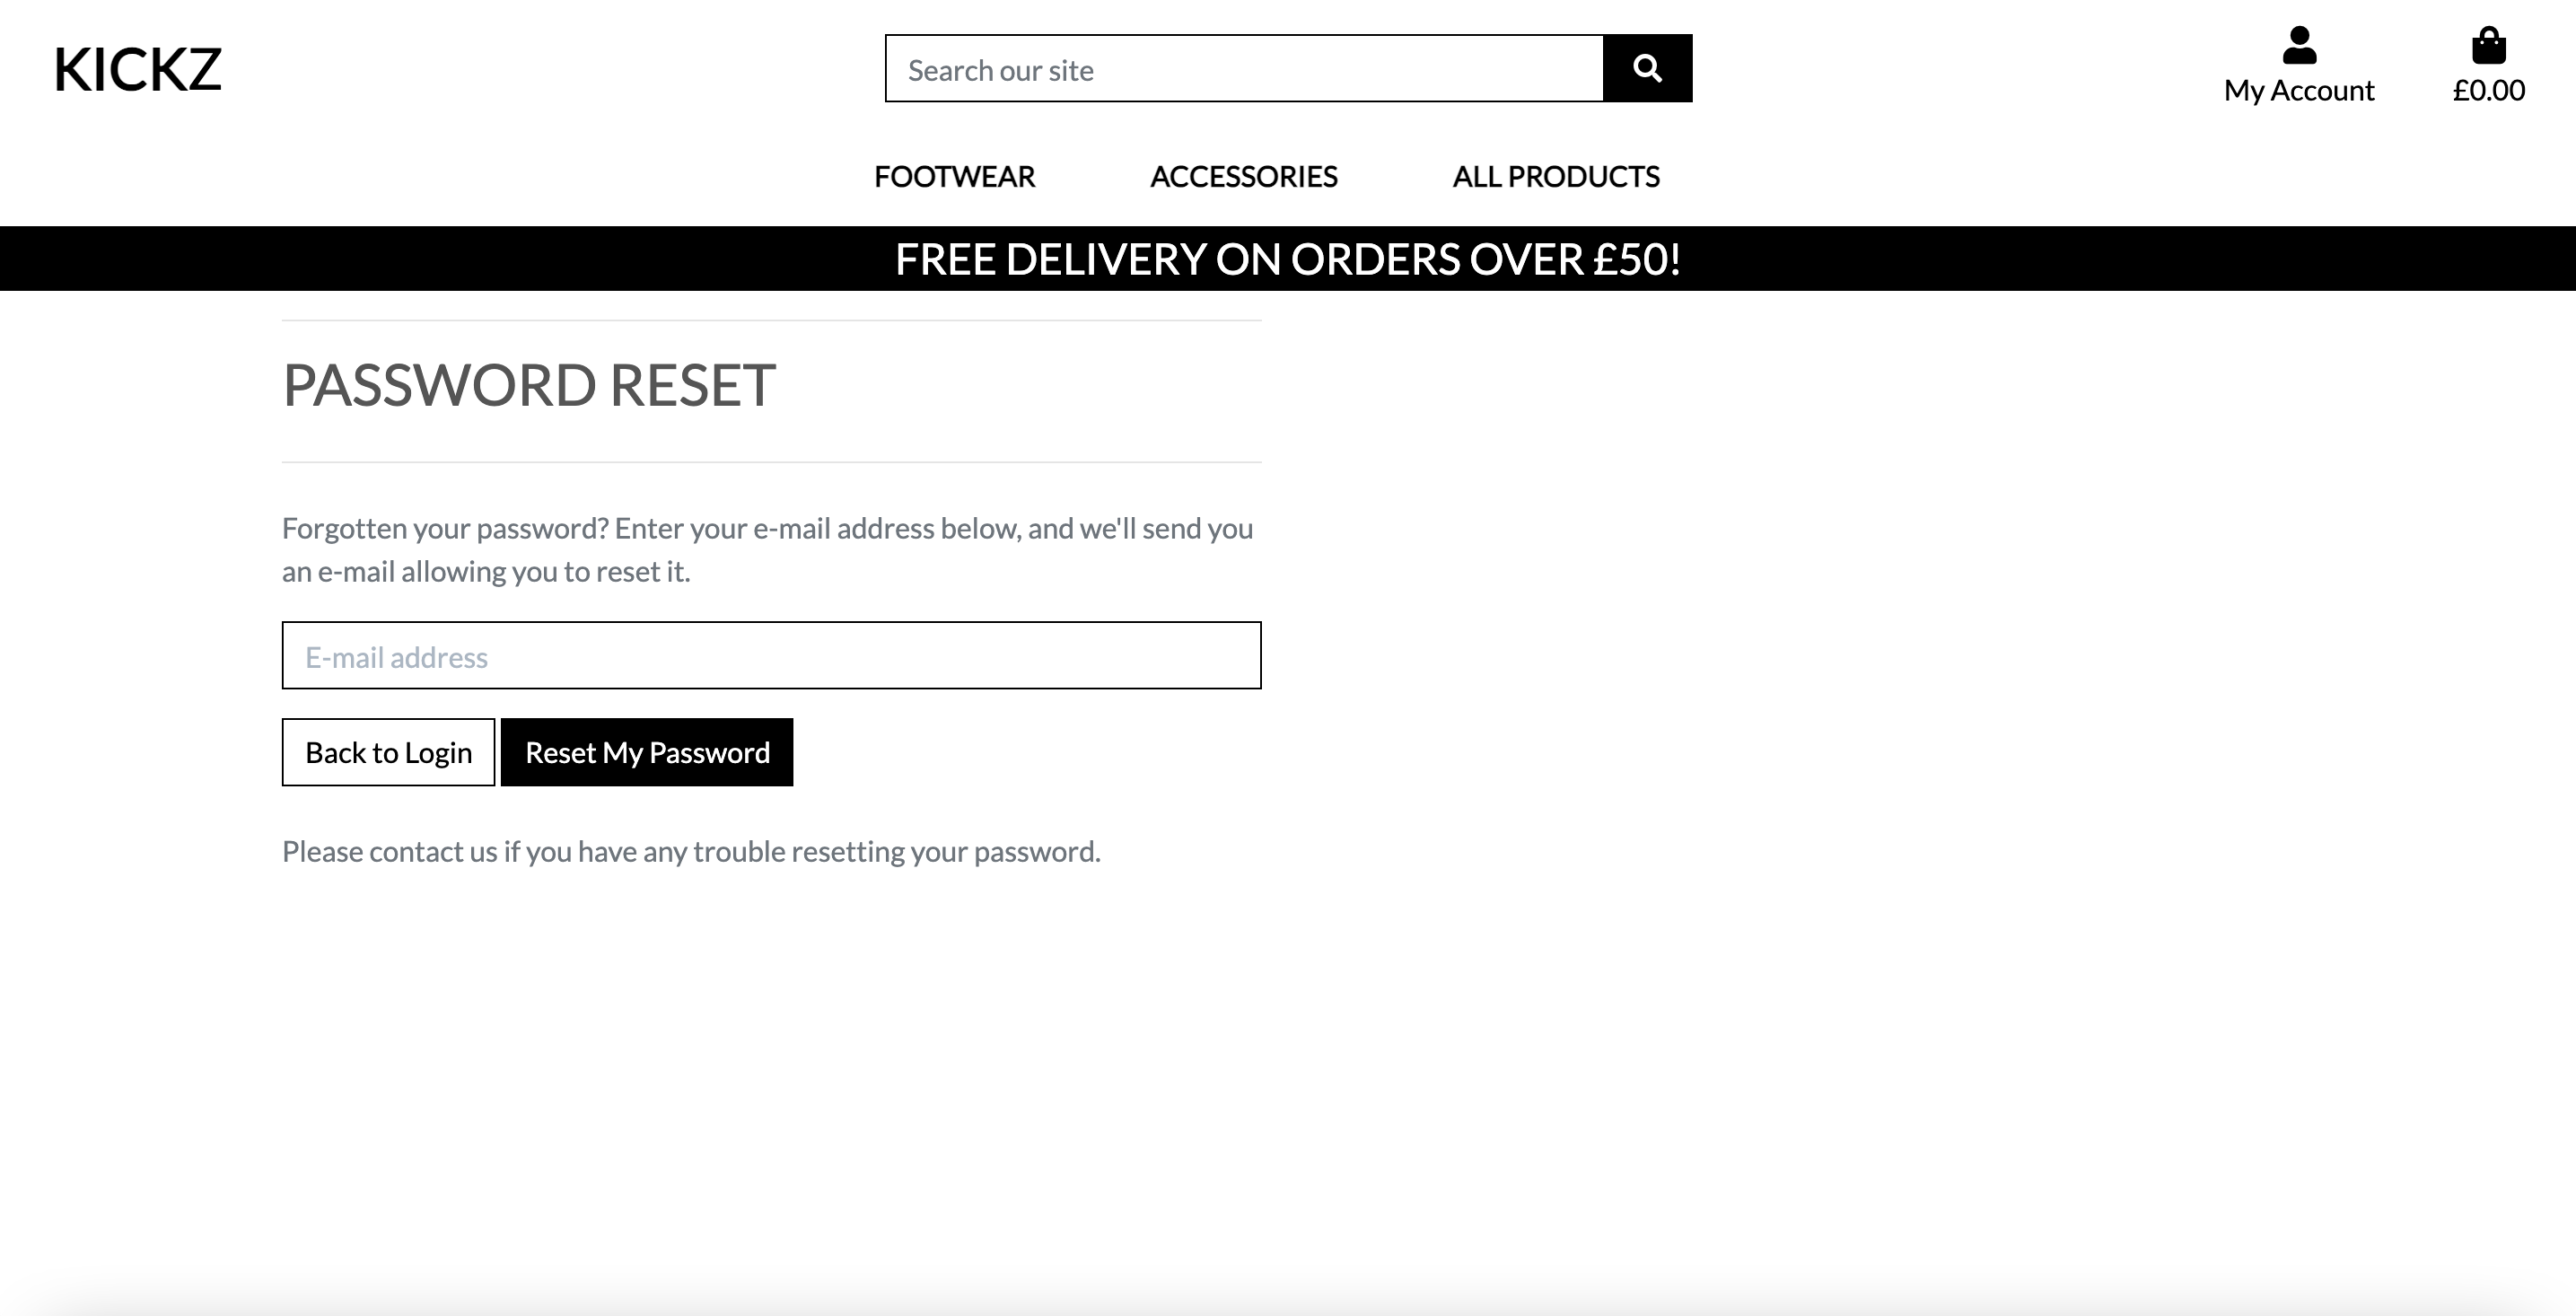 KICKZ
Search our site
My Account
£0.00
FOOTWEAR
ACCESSORIES
ALL PRODUCTS
FREE DELIVERY ON ORDERS OVER £50!
PASSWORD RESET
Forgotten your password? Enter your e-mail address below, and we'll send you
an e-mail allowing you to reset it.
E-mail address
Back to Login
Reset My Password
Please contact us if you have any trouble resetting your password.